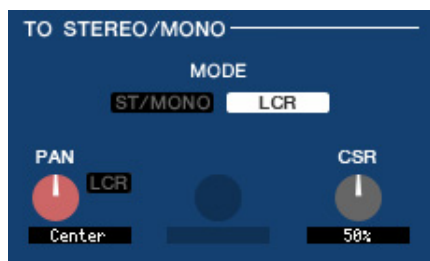 TO STEREO/MONO
MODE
ST/MONO LCR
PAN CSR
LCR
Center 50%